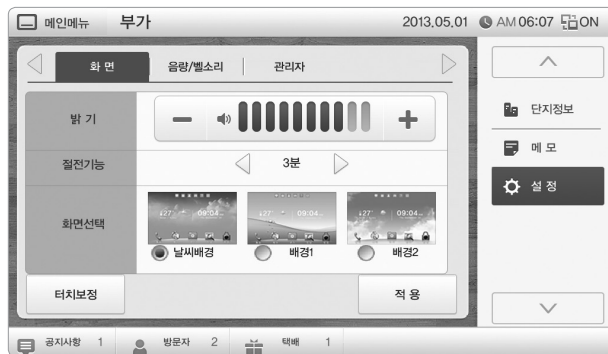 메인메뉴 부가 2013.05.01 AM 06:07 ON
화 면 음량/벨소리 관리자
밝 기
절전기능 3분
화면선택
날씨배경 배경1 배경2
터치보정 적 용
단지정보
메 모
설 정
공지사항 1 방문자 2 택배 1